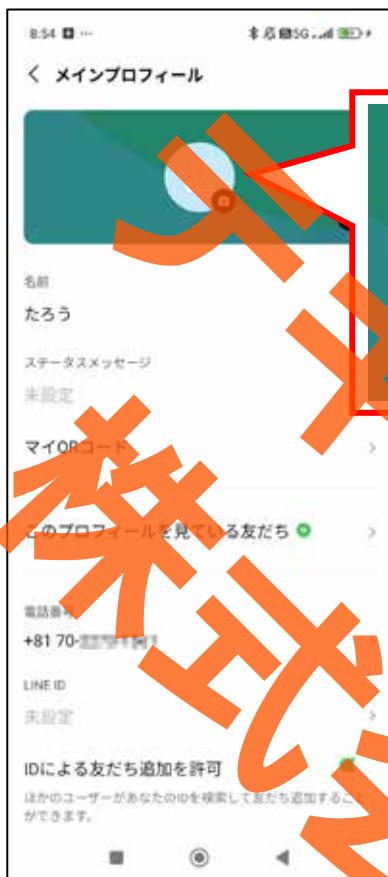 8:54
5G
メインプロフィール
名前
たろう
ステータスメッセージ
未設定
マイQRコード
このプロフィールを見ている友だち
電話番号
+81 70-
LINE ID
未設定
IDによる友だち追加を許可
ほかのユーザーがあなたのIDを検索して友だち追加すること
ができます。
株式